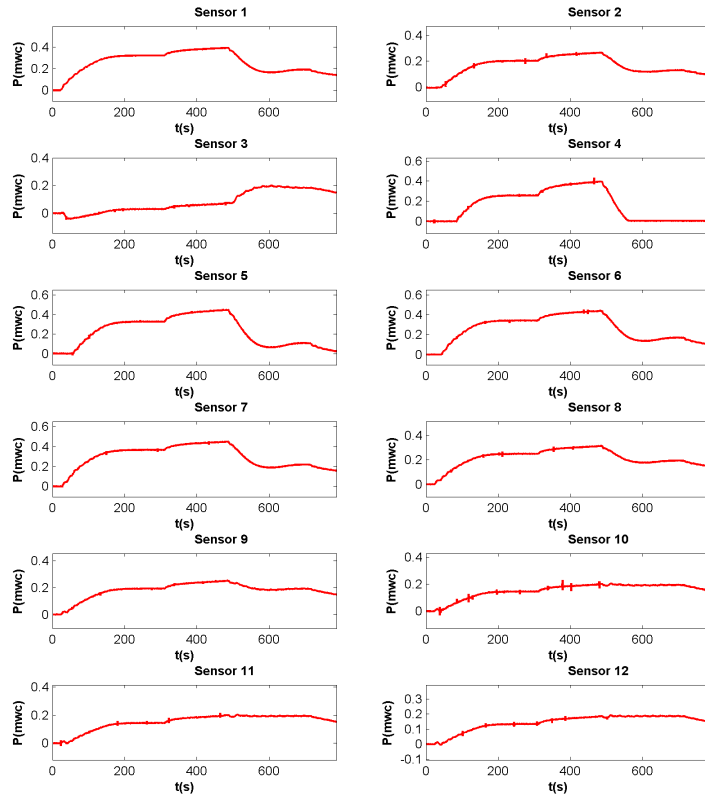 Sensor 1 Sensor 2
0.4 0.4
0.2 0.2
0 0
P(mwc) P(mwc)
0 200 400 600 0 200 400 600
t(s) t(s)
Sensor 3 Sensor 4
0.4 0.6
0.2 0.4
0 0.2
0
P(mwc) P(mwc)
0 200 400 600 0 200 400 600
t(s) t(s)
Sensor 5 Sensor 6
0.6 0.6
0.4 0.4
0.2 0.2
0 0
P(mwc) P(mwc)
0 200 400 600 0 200 400 600
t(s) t(s)
Sensor 7 Sensor 8
0.6 0.4
0.4 0.2
0.2 0
0
P(mwc) P(mwc)
0 200 400 600 0 200 400 600
t(s) t(s)
Sensor 9 Sensor 10
0.4 0.4
0.2 0.2
0 0
P(mwc) P(mwc)
0 200 400 600 0 200 400 600
t(s) t(s)
Sensor 11 Sensor 12
0.4 0.3
0.2 0.2
0 0.1
0
-0.1
P(mwc) P(mwc)
0 200 400 600 0 200 400 600
t(s) t(s)